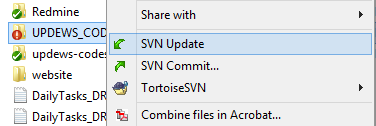 Redmine
UPDEWS_COD
updews-codes
website
DailyTasks_DR
DailyTasks_DR
Share with
SVN Update
SVN Commit...
TortoiseSVN
Combine files in Acrobat...